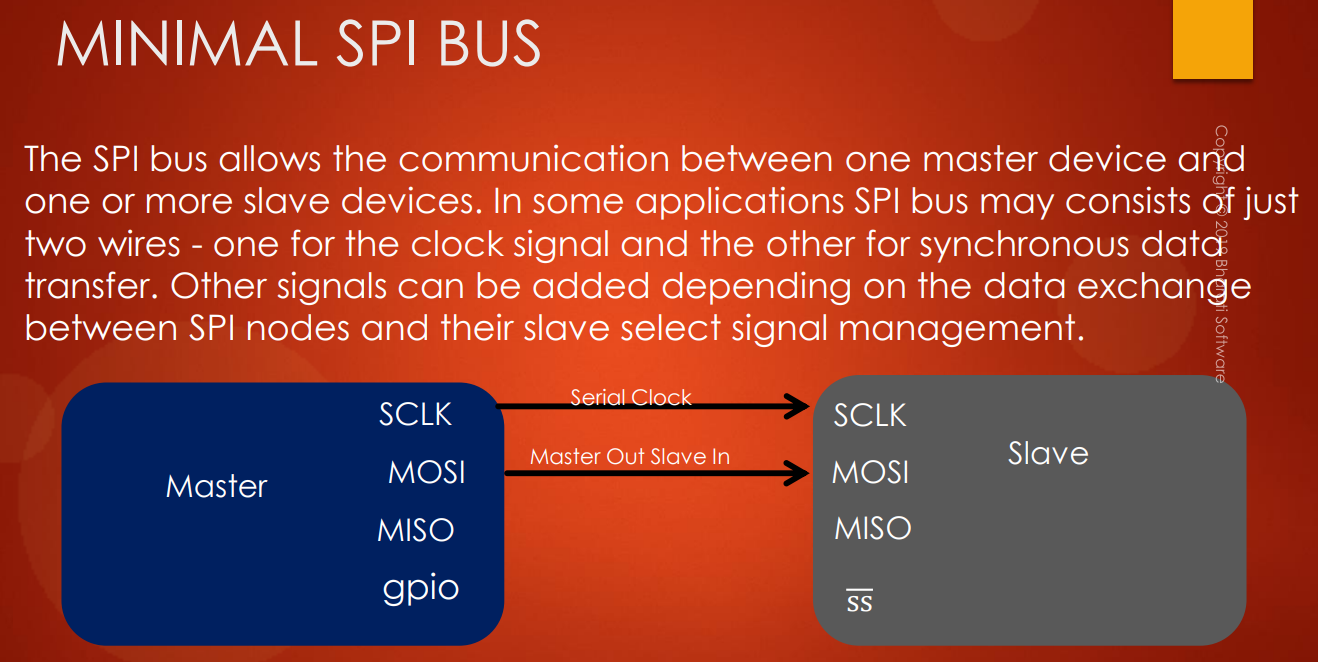 MINIMAL SPI BUS
The SPI bus allows the communication between one master device and
one or more slave devices. In some applications SPI bus may consists of just
two wires - one for the clock signal and the other for synchronous data
transfer. Other signals can be added depending on the data exchange
between SPI nodes and their slave select signal management.
Copyright © 2019 Bharati Software
Serial Clock
SCLK
SCLK
Master Out Slave In
Slave
MOSI
MOSI
Master
MISO
MISO
gpio
s̅s̅